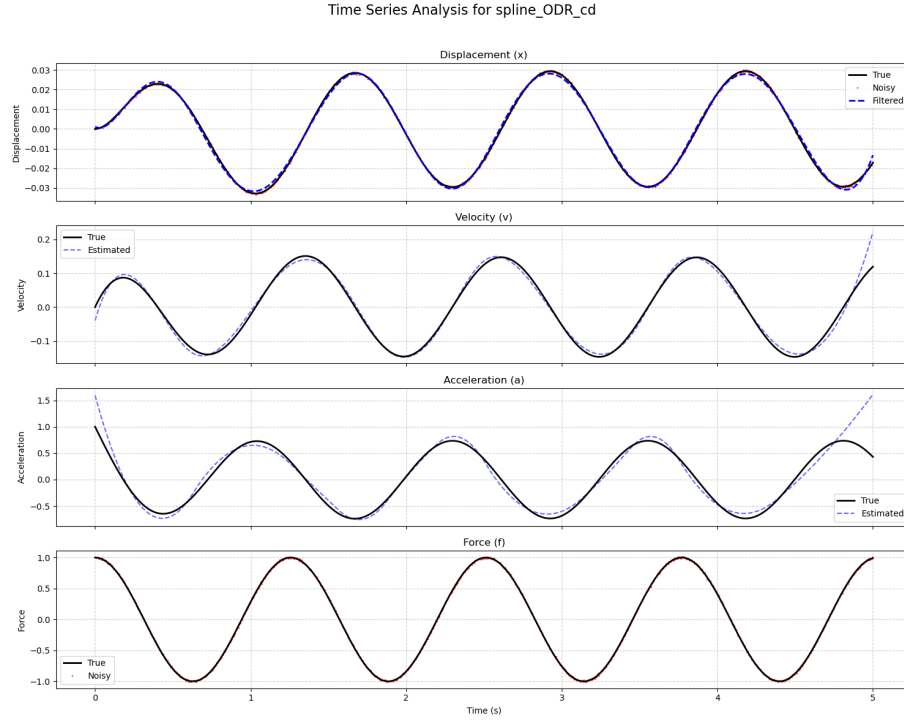 Time Series Analysis for spline_ODR_cd
Displacement (x)
Displacement
0.03
0.02
0.01
0.00
−0.01
−0.02
−0.03
True
Noisy
Filtered
Velocity (v)
Velocity
0.2
0.1
0.0
−0.1
True
Estimated
Acceleration (a)
Acceleration
1.5
1.0
0.5
0.0
−0.5
True
Estimated
Force (f)
Force
1.0
0.5
0.0
−0.5
−1.0
True
Noisy
0
1
2
3
4
5
Time (s)